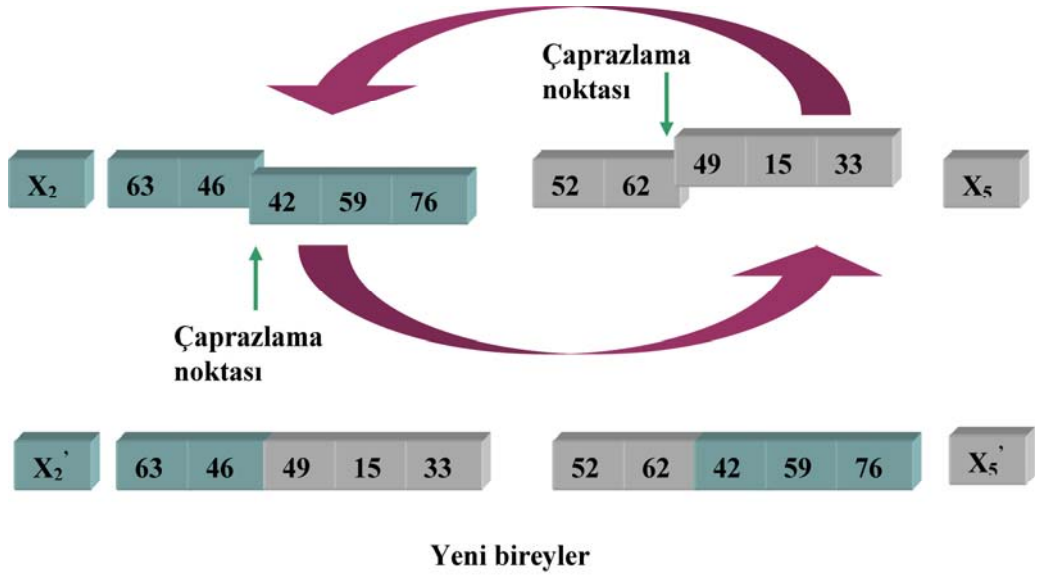 Çaprazlama
noktası
X₂ 63 46 42 59 76 52 62 49 15 33 X₅
Çaprazlama
noktası
X₂’ 63 46 49 15 33 52 62 42 59 76 X₅’
Yeni bireyler